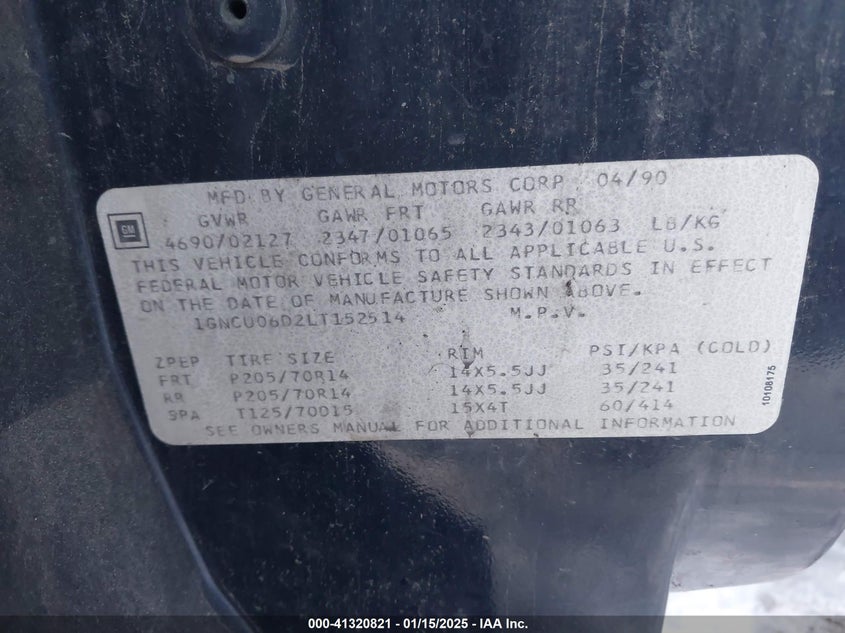 MFD BY GENERAL MOTORS CORP 04/90
GM
GVWR GAWR FRT GAWR RR
4690/02127 2347/01065 2343/01063 LB/KG
THIS VEHICLE CONFORMS TO ALL APPLICABLE U.S.
FEDERAL MOTOR VEHICLE SAFETY STANDARDS IN EFFECT
ON THE DATE OF MANUFACTURE SHOWN ABOVE.
1GNCU06D2LT152514 M.P.V.
ZPEP TIRE SIZE RIM PSI/KPA (COLD)
FRT P205/70R14 14X5.5JJ 35/241
RR P205/70R14 14X5.5JJ 35/241
SPA T125/70D15 15X4T 60/414
SEE OWNERS MANUAL FOR ADDITIONAL INFORMATION
10108175
000-41320821 - 01/15/2025 - IAA Inc.